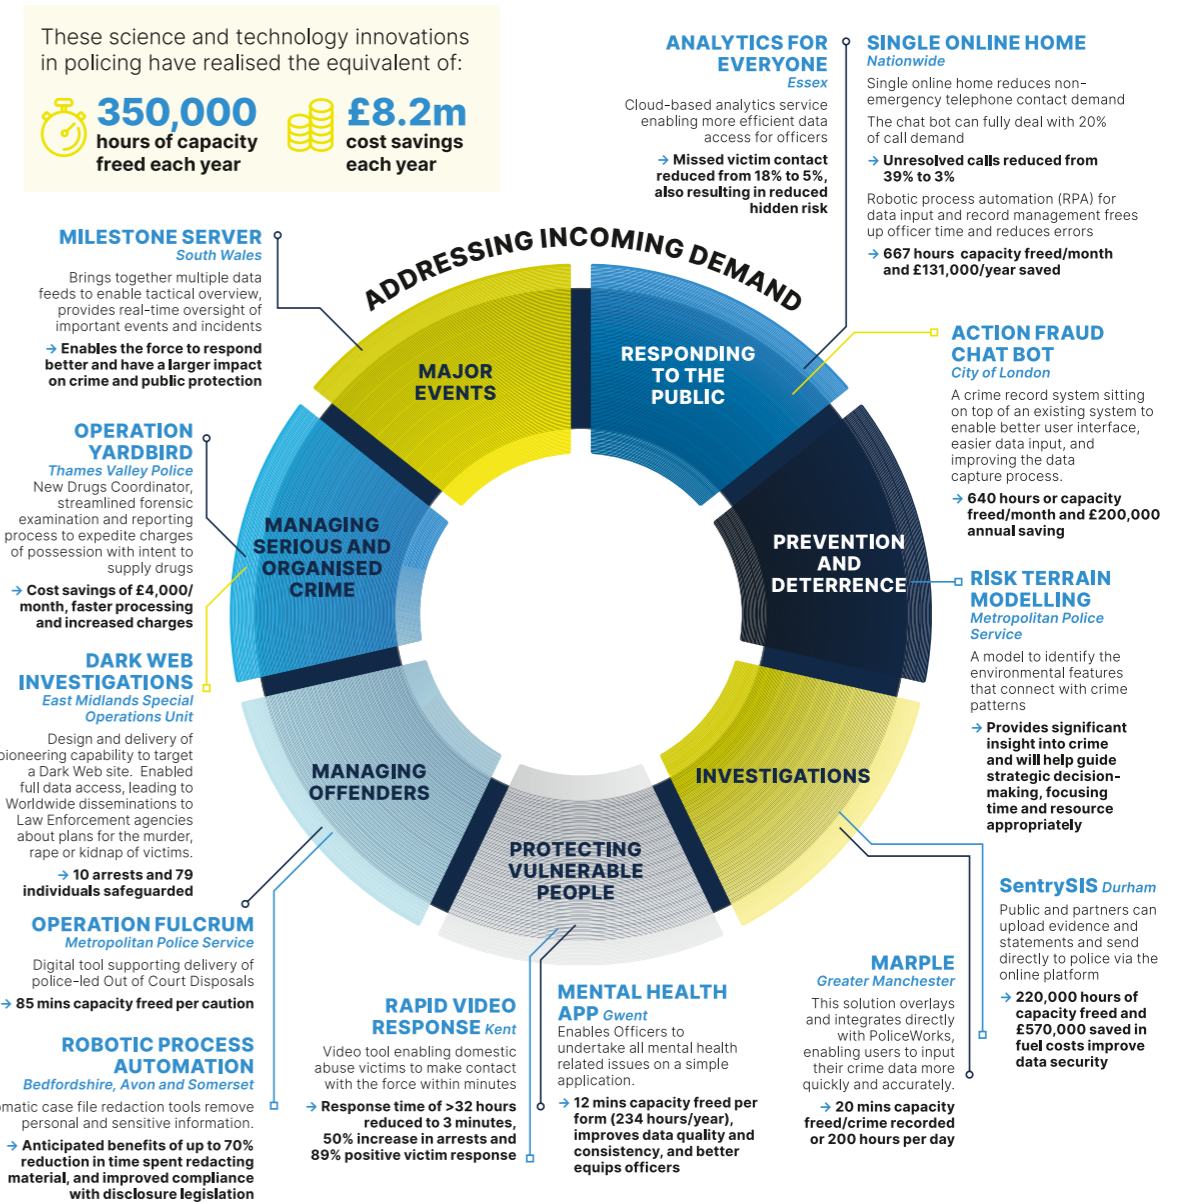 These science and technology innovations
in policing have realised the equivalent of:
350,000
hours of capacity
freed each year
£8.2m
cost savings
each year
ANALYTICS FOR
EVERYONE
Essex
Cloud-based analytics service
enabling more efficient data
access for officers
→ Missed victim contact
reduced from 18% to 5%,
also resulting in reduced
hidden risk
SINGLE ONLINE HOME
Nationwide
Single online home reduces non-
emergency telephone contact demand
The chat bot can fully deal with 20%
of call demand
→ Unresolved calls reduced from
39% to 3%
Robotic process automation (RPA) for
data input and record management frees
up officer time and reduces errors
→ 667 hours capacity freed/month
and £131,000/year saved
MILESTONE SERVER
South Wales
Brings together multiple data
feeds to enable tactical overview,
provides real-time oversight of
important events and incidents
→ Enables the force to respond
better and have a larger impact
on crime and public protection
ADDRESSING INCOMING DEMAND
MAJOR
EVENTS
RESPONDING
TO THE
PUBLIC
ACTION FRAUD
CHAT BOT
City of London
A crime record system sitting
on top of an existing system to
enable better user interface,
easier data input, and
improving the data
capture process.
→ 640 hours or capacity
freed/month and £200,000
annual saving
OPERATION
YARDBIRD
Thames Valley Police
New Drugs Coordinator,
streamlined forensic
examination and reporting
process to expedite charges
of possession with intent to
supply drugs
→ Cost savings of £4,000/
month, faster processing
and increased charges
MANAGING
SERIOUS AND
ORGANISED
CRIME
PREVENTION
AND
DETERRENCE
RISK TERRAIN
MODELLING
Metropolitan Police
Service
A model to identify the
environmental features
that connect with crime
patterns
→ Provides significant
insight into crime
and will help guide
strategic decision-
making, focusing
time and resource
appropriately
DARK WEB
INVESTIGATIONS
East Midlands Special
Operations Unit
Design and delivery of
pioneering capability to target
a Dark Web site. Enabled
full data access, leading to
Worldwide disseminations to
Law Enforcement agencies
about plans for the murder,
rape or kidnap of victims.
→ 10 arrests and 79
individuals safeguarded
MANAGING
OFFENDERS
INVESTIGATIONS
PROTECTING
VULNERABLE
PEOPLE
SentrySIS Durham
Public and partners can
upload evidence and
statements and send
directly to police via the
online platform
→ 220,000 hours of
capacity freed and
£570,000 saved in
fuel costs improve
data security
OPERATION FULCRUM
Metropolitan Police Service
Digital tool supporting delivery of
police-led Out of Court Disposals
→ 85 mins capacity freed per caution
MARPLE
Greater Manchester
This solution overlays
and integrates directly
with PoliceWorks,
enabling users to input
their crime data more
quickly and accurately.
→ 20 mins capacity
freed/crime recorded
or 200 hours per day
RAPID VIDEO
RESPONSE Kent
Video tool enabling domestic
abuse victims to make contact
with the force within minutes
→ Response time of >32 hours
reduced to 3 minutes,
50% increase in arrests and
89% positive victim response
MENTAL HEALTH
APP Gwent
Enables Officers to
undertake all mental health
related issues on a simple
application.
→ 12 mins capacity freed per
form (234 hours/year),
improves data quality and
consistency, and better
equips officers
ROBOTIC PROCESS
AUTOMATION
Bedfordshire, Avon and Somerset
omatic case file redaction tools remove
personal and sensitive information.
→ Anticipated benefits of up to 70%
reduction in time spent redacting
material, and improved compliance
with disclosure legislation